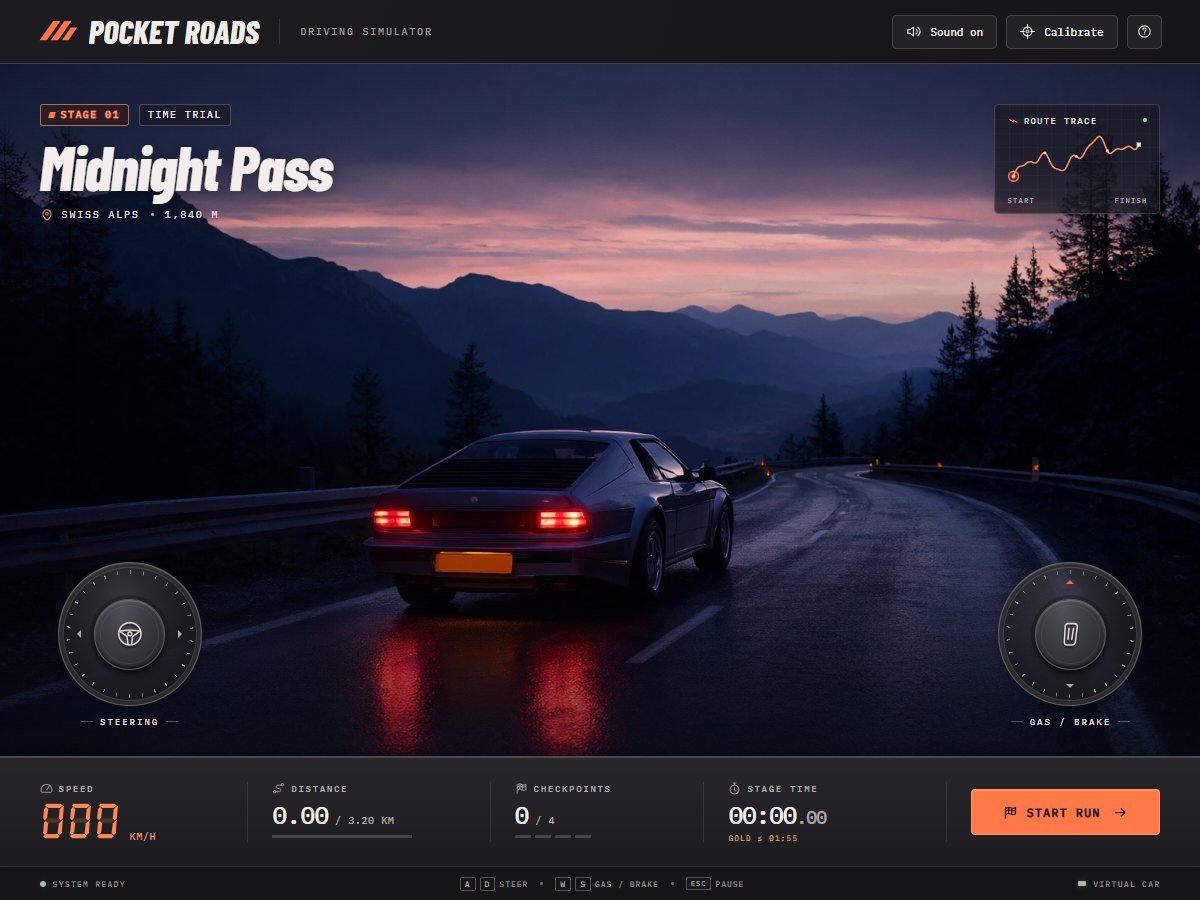 POCKET ROADS
DRIVING SIMULATOR
Sound on
Calibrate
STAGE 01
TIME TRIAL
Midnight Pass
SWISS ALPS • 1,840 M
ROUTE TRACE
START
FINISH
STEERING
GAS / BRAKE
SPEED
000 KM/H
DISTANCE
0.00 / 3.20 KM
CHECKPOINTS
0 / 4
STAGE TIME
00:00.00
GOLD ≤ 01:55
START RUN →
SYSTEM READY
A D STEER • W S GAS / BRAKE • ESC PAUSE
VIRTUAL CAR